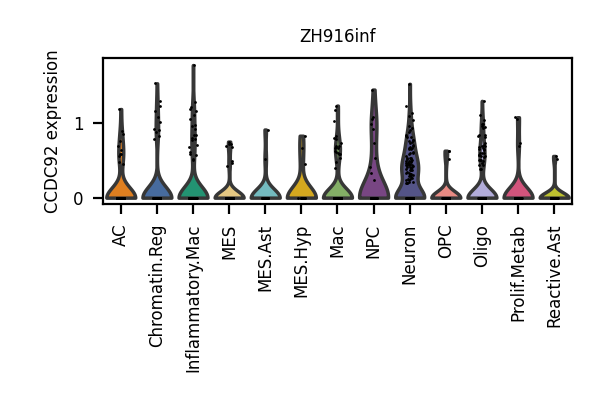 ZH916inf
CCDC92 expression
1
0
AC
Chromatin.Reg
Inflammatory.Mac
MES
MES.Ast
MES.Hyp
Mac
NPC
Neuron
OPC
Oligo
Prolif.Metab
Reactive.Ast